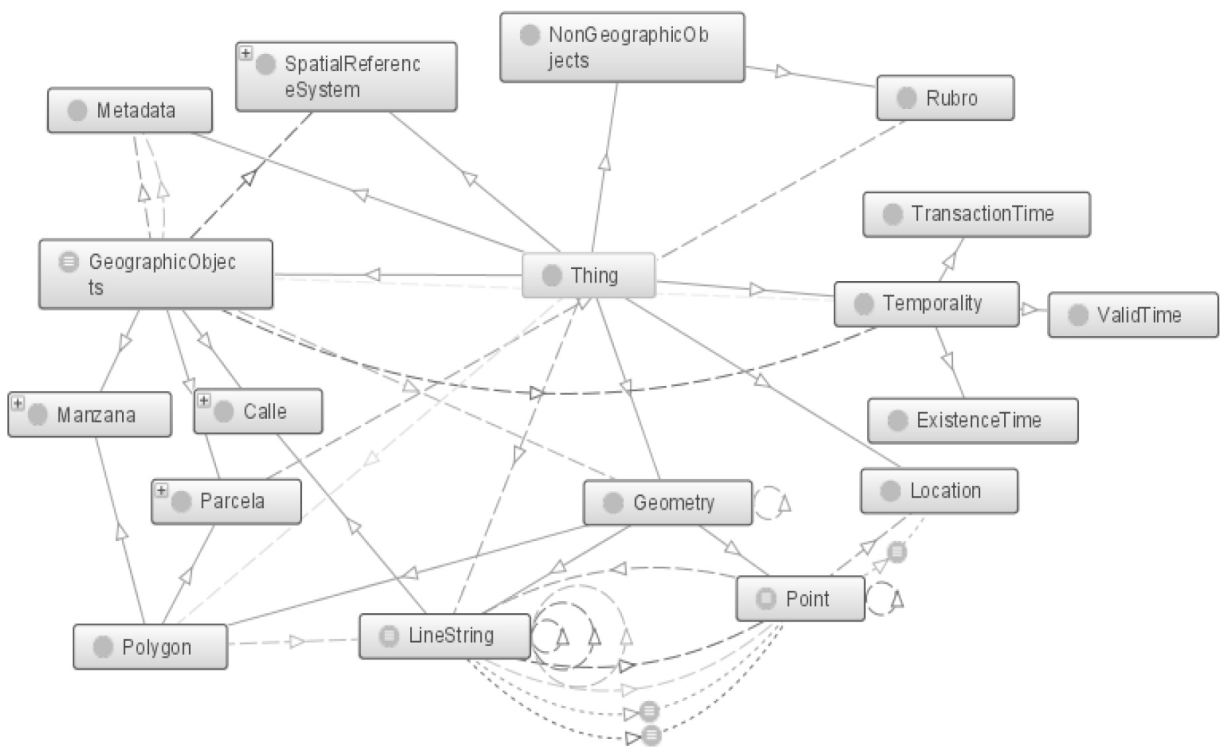 NonGeographicOb
jects
SpatialReferenc
eSystem
Metadata
Rubro
TransactionTime
GeographicObjec
ts
Thing
Temporality
ValidTime
Manzana
Calle
ExistenceTime
Parcela
Geometry
Location
Point
Polygon
LineString